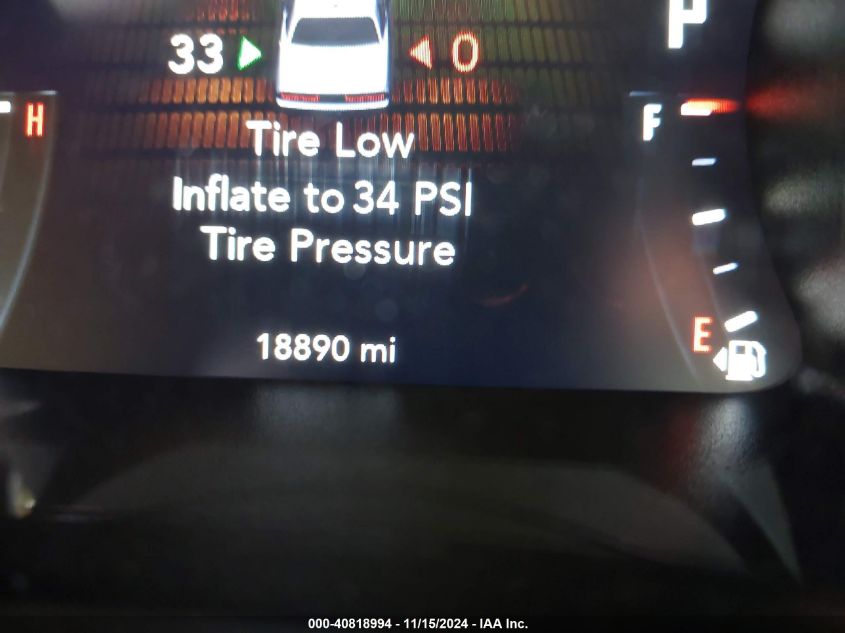 P
33 0
H
F
Tire Low
Inflate to 34 PSI
Tire Pressure
E
18890 mi
000-40818994 - 11/15/2024 - IAA Inc.